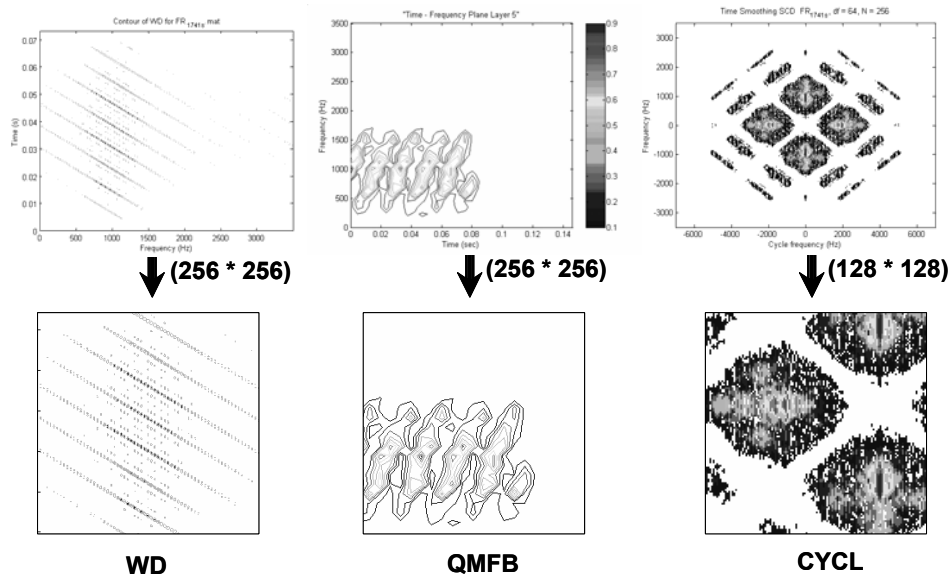 Contour of WD for FR_1741s mat
0.07
0.06
0.05
0.04
0.03
0.02
0.01
0
Time (s)
0 500 1000 1500 2000 2500 3000
Frequency (Hz)
"Time - Frequency Plane Layer 5"
3500
3000
2500
2000
1500
1000
500
0
Frequency (Hz)
0 0.02 0.04 0.06 0.08 0.1 0.12 0.14
Time (sec)
0.9
0.8
0.7
0.6
0.5
0.4
0.3
0.2
0.1
Time Smoothing SCD FR_1741s, df = 64, N = 256
3000
2000
1000
0
-1000
-2000
-3000
Frequency (Hz)
-6000 -4000 -2000 0 2000 4000 6000
Cycle frequency (Hz)
(256 * 256)
(256 * 256)
(128 * 128)
WD
QMFB
CYCL